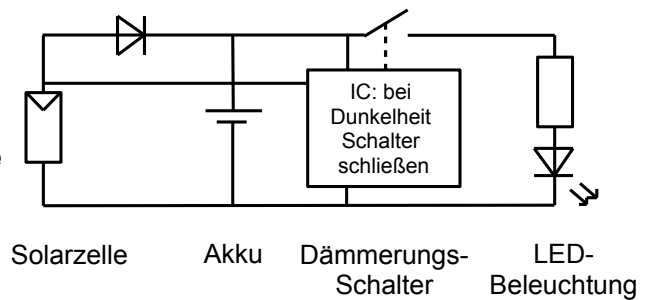 IC: bei
Dunkelheit
Schalter
schließen
e
Solarzelle
Akku
Dämmerungs-
Schalter
LED-
Beleuchtung